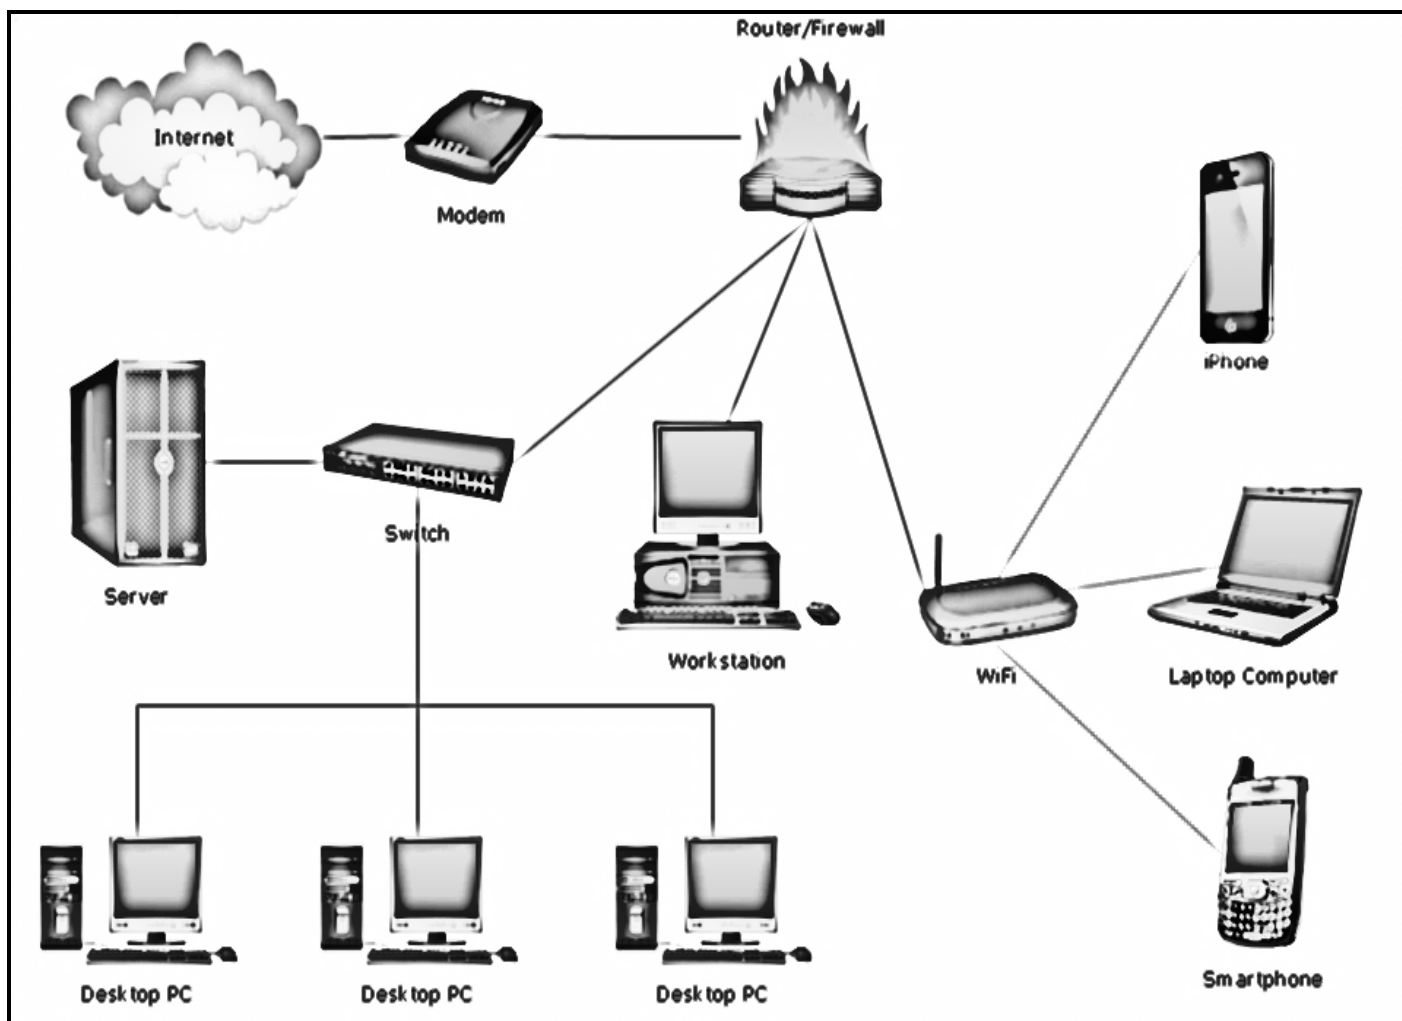 Router/Firewall
Internet
Modem
iPhone
Switch
Server
Workstation
WiFi
Laptop Computer
Smartphone
Desktop PC
Desktop PC
Desktop PC